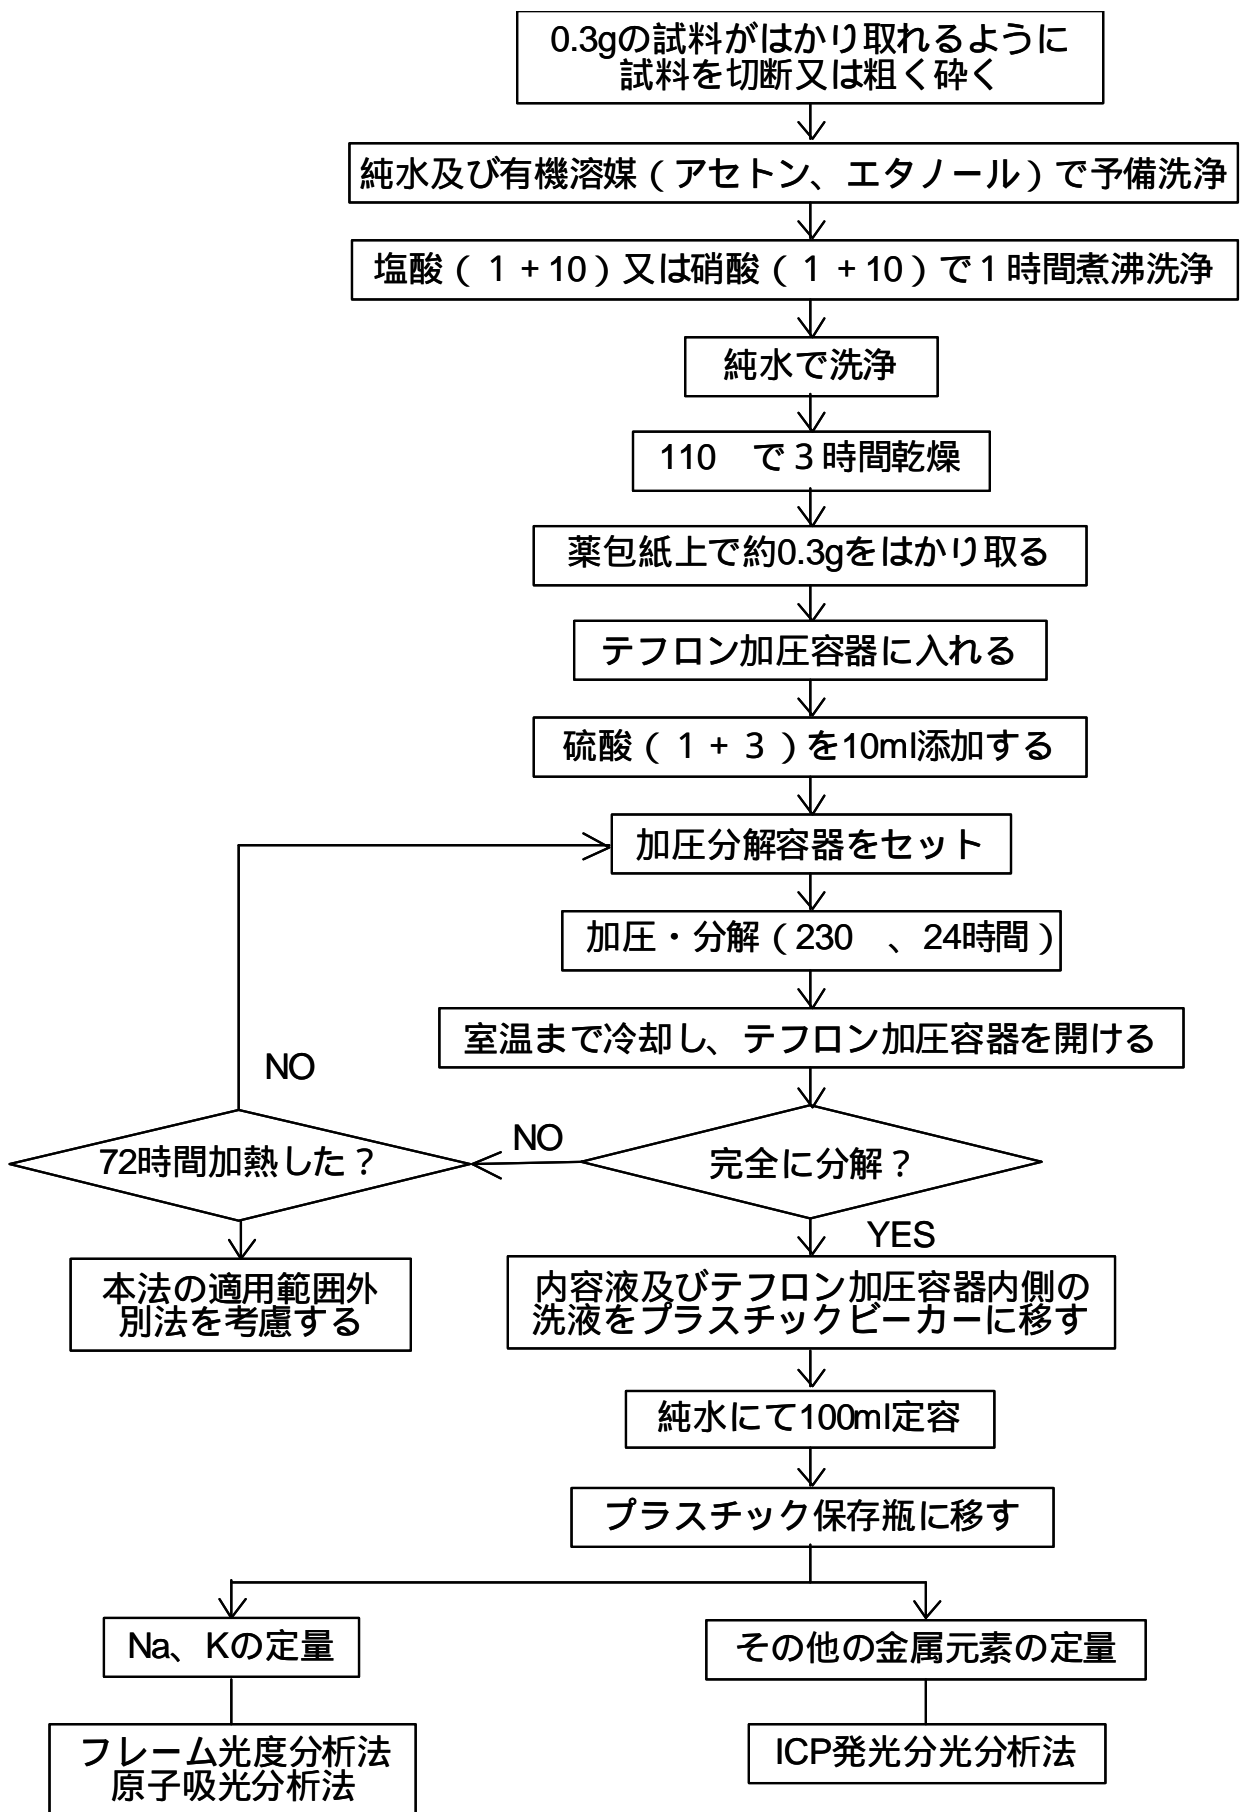 0.3gの試料がはかり取れるように
試料を切断又は粗く砕く
純水及び有機溶媒（アセトン、エタノール）で予備洗浄
塩酸（１+10）又は硝酸（１+10）で１時間煮沸洗浄
純水で洗浄
110　で３時間乾燥
薬包紙上で約0.3gをはかり取る
テフロン加圧容器に入れる
硫酸（１+３）を10ml添加する
加圧分解容器をセット
加圧・分解（230　、24時間）
室温まで冷却し、テフロン加圧容器を開ける
NO
72時間加熱した？
NO
完全に分解？
YES
本法の適用範囲外
別法を考慮する
内容液及びテフロン加圧容器内側の
洗液をプラスチックビーカーに移す
純水にて100ml定容
プラスチック保存瓶に移す
Na、Kの定量
その他の金属元素の定量
フレーム光度分析法
原子吸光分析法
ICP発光分光分析法